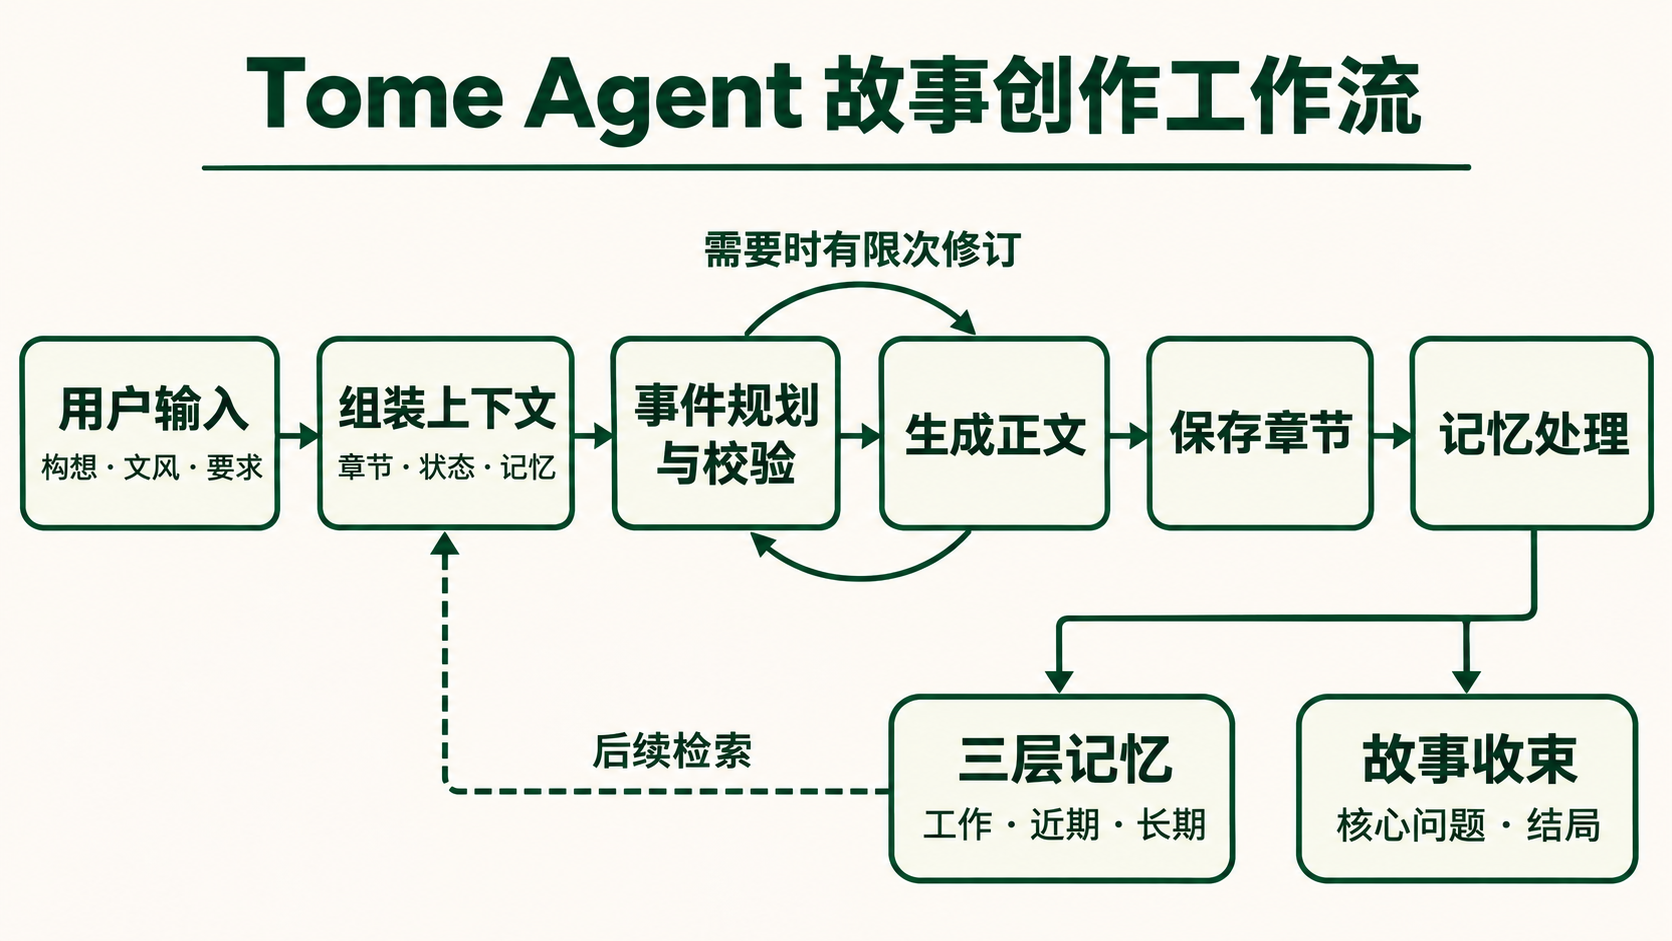 Tome Agent 故事创作工作流
需要时有限次修订
用户输入
构想·文风·要求
组装上下文
章节·状态·记忆
事件规划
与校验
生成正文
保存章节
记忆处理
后续检索
三层记忆
工作·近期·长期
故事收束
核心问题·结局